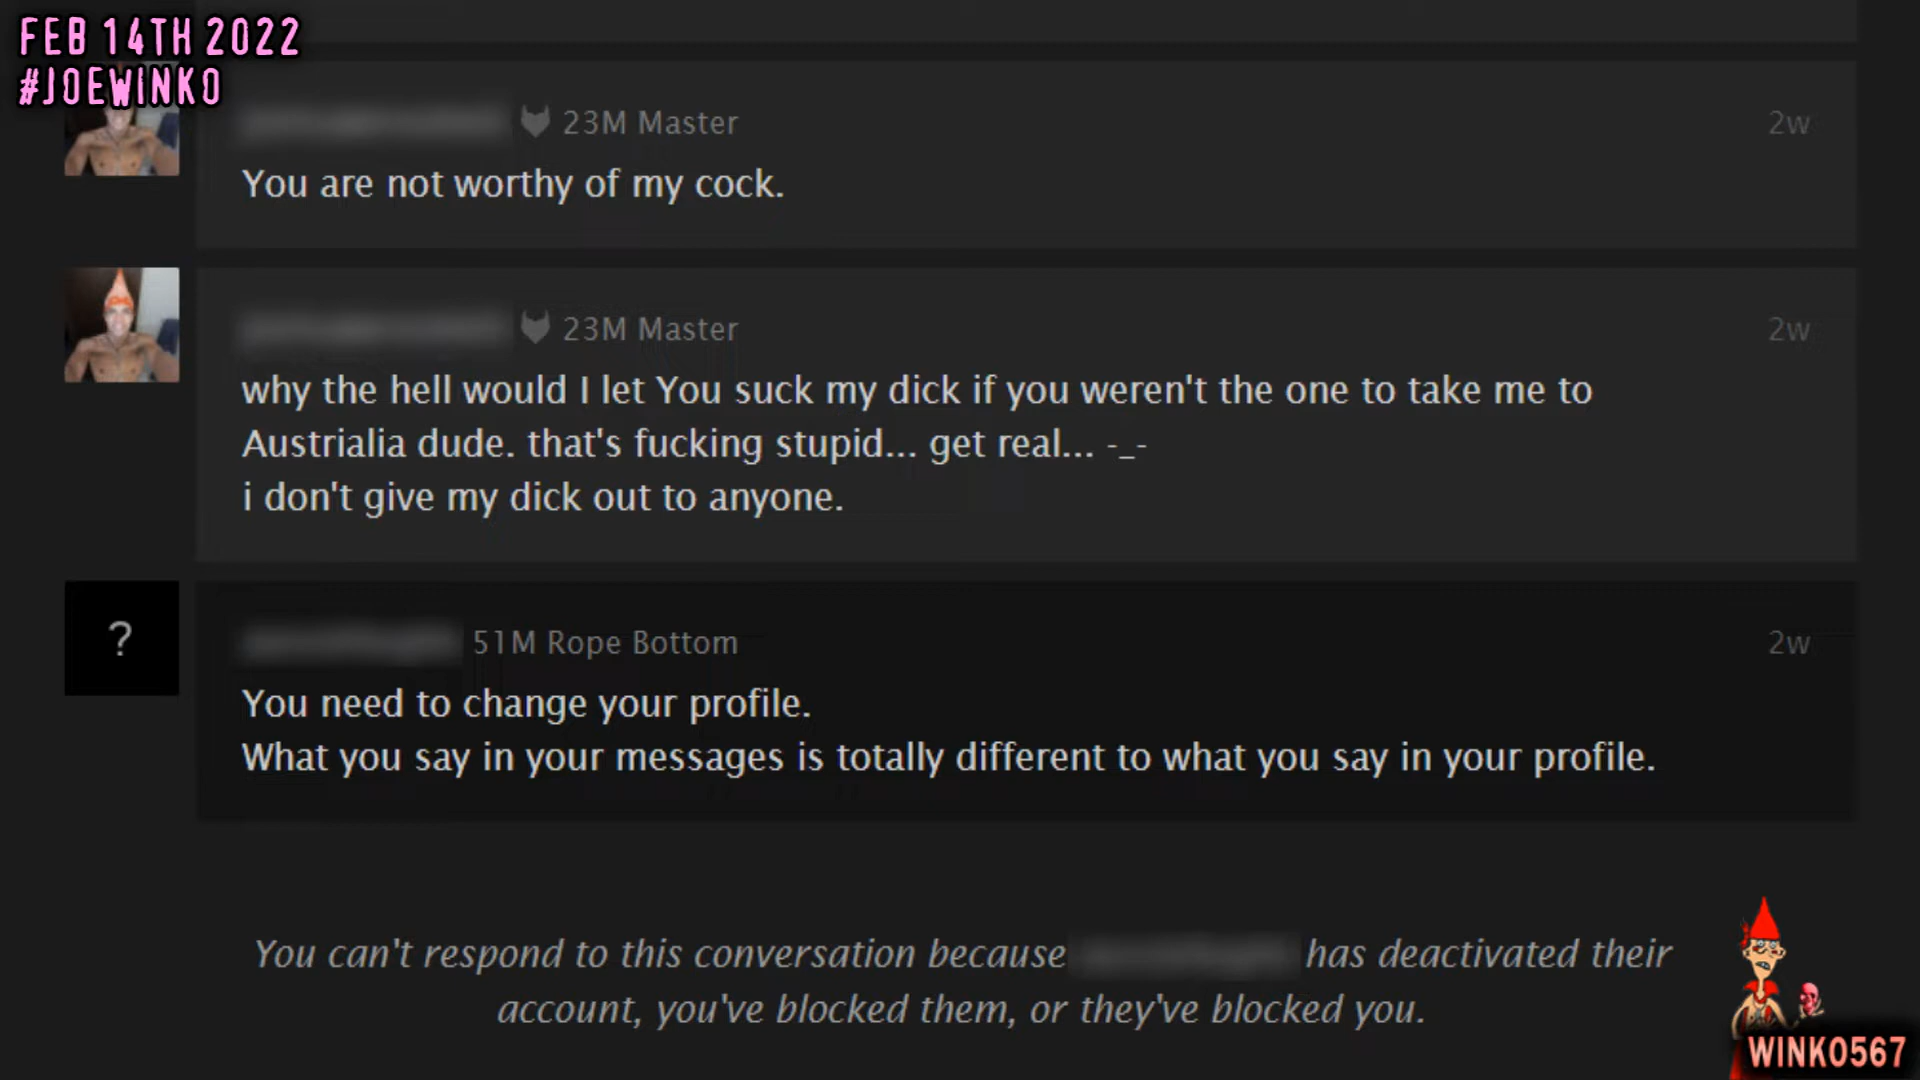 FEB 14TH 2022
#JOEWINKO
23M Master
2w
You are not worthy of my cock.
23M Master
2w
why the hell would I let You suck my dick if you weren't the one to take me to
Austrialia dude. that's fucking stupid... get real... -_-
i don't give my dick out to anyone.
?
51M Rope Bottom
2w
You need to change your profile.
What you say in your messages is totally different to what you say in your profile.
You can't respond to this conversation because has deactivated their
account, you've blocked them, or they've blocked you.
WINKO567